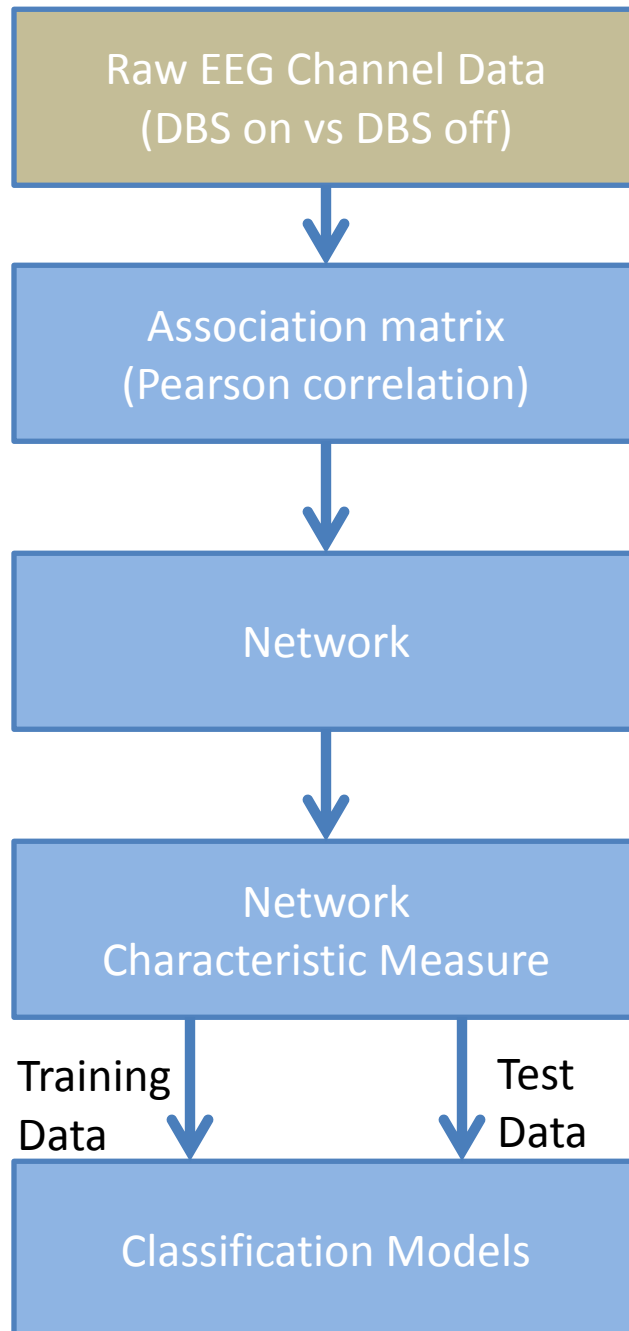 Raw EEG Channel Data
(DBS on vs DBS off)
Association matrix
(Pearson correlation)
Network
Network
Characteristic Measure
Training
Data
Test
Data
Classification Models